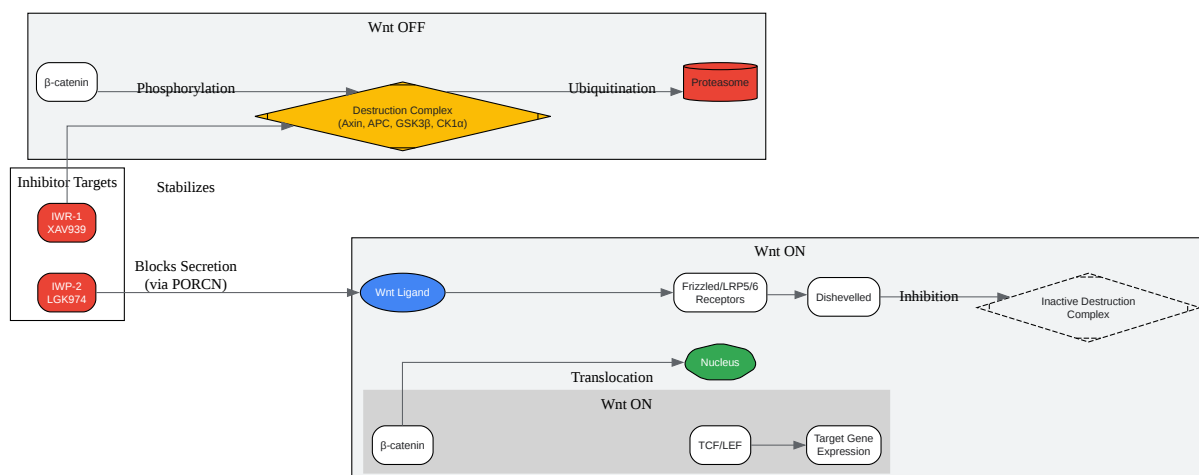 Wnt OFF
β-catenin
Phosphorylation
Destruction Complex
(Axin, APC, GSK3β, CK1α)
Ubiquitination
Proteasome
Inhibitor Targets
Stabilizes
IWR-1
XAV939
IWP-2
LGK974
Blocks Secretion
(via PORCN)
Wnt ON
Wnt Ligand
Frizzled/LRP5/6
Receptors
Dishevelled
Inhibition
Inactive Destruction
Complex
Nucleus
Translocation
Wnt ON
β-catenin
TCF/LEF
Target Gene
Expression